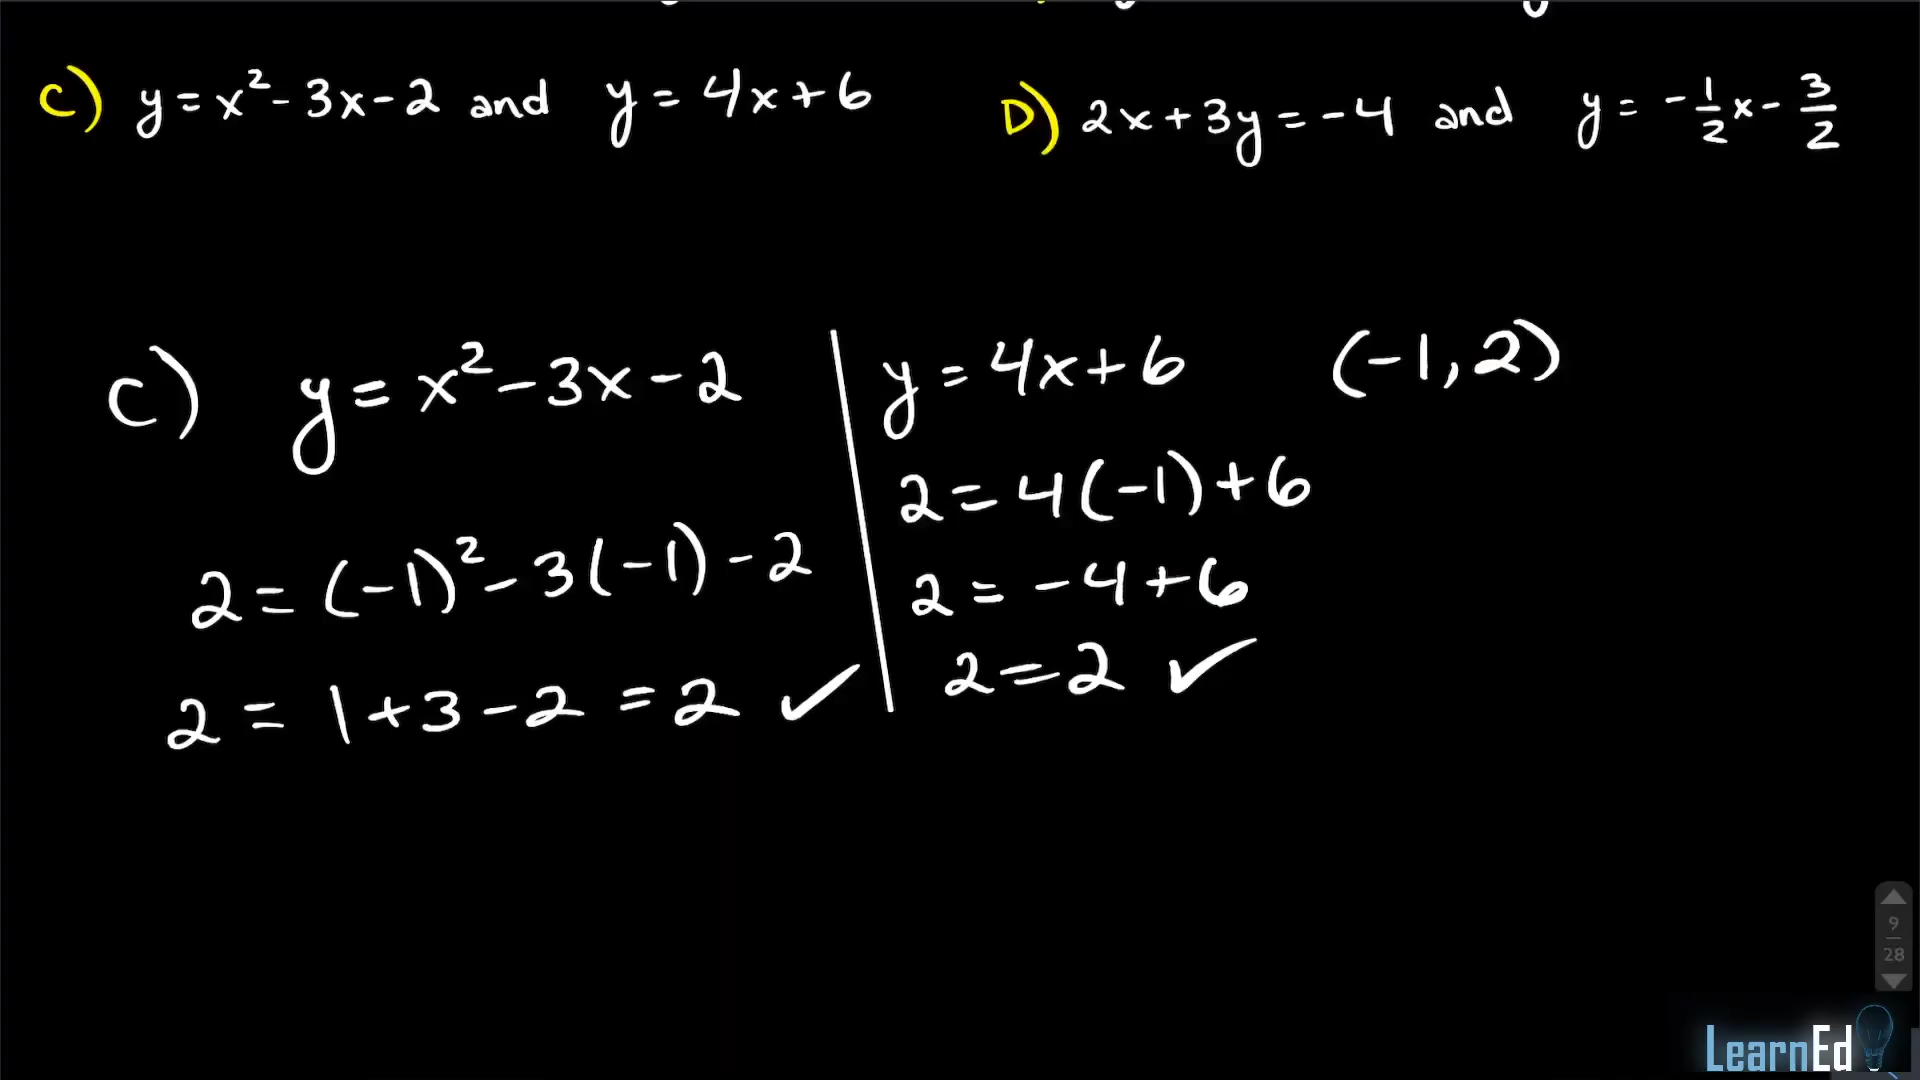 C) y = x² - 3x - 2 and y = 4x + 6
D) 2x + 3y = -4 and y = -1/2 x - 3/2
C) y = x² - 3x - 2
2 = (-1)² - 3(-1) - 2
2 = 1 + 3 - 2 = 2 ✓
y = 4x + 6
2 = 4(-1) + 6
2 = -4 + 6
2 = 2 ✓
(-1, 2)
9
28
LearnEd